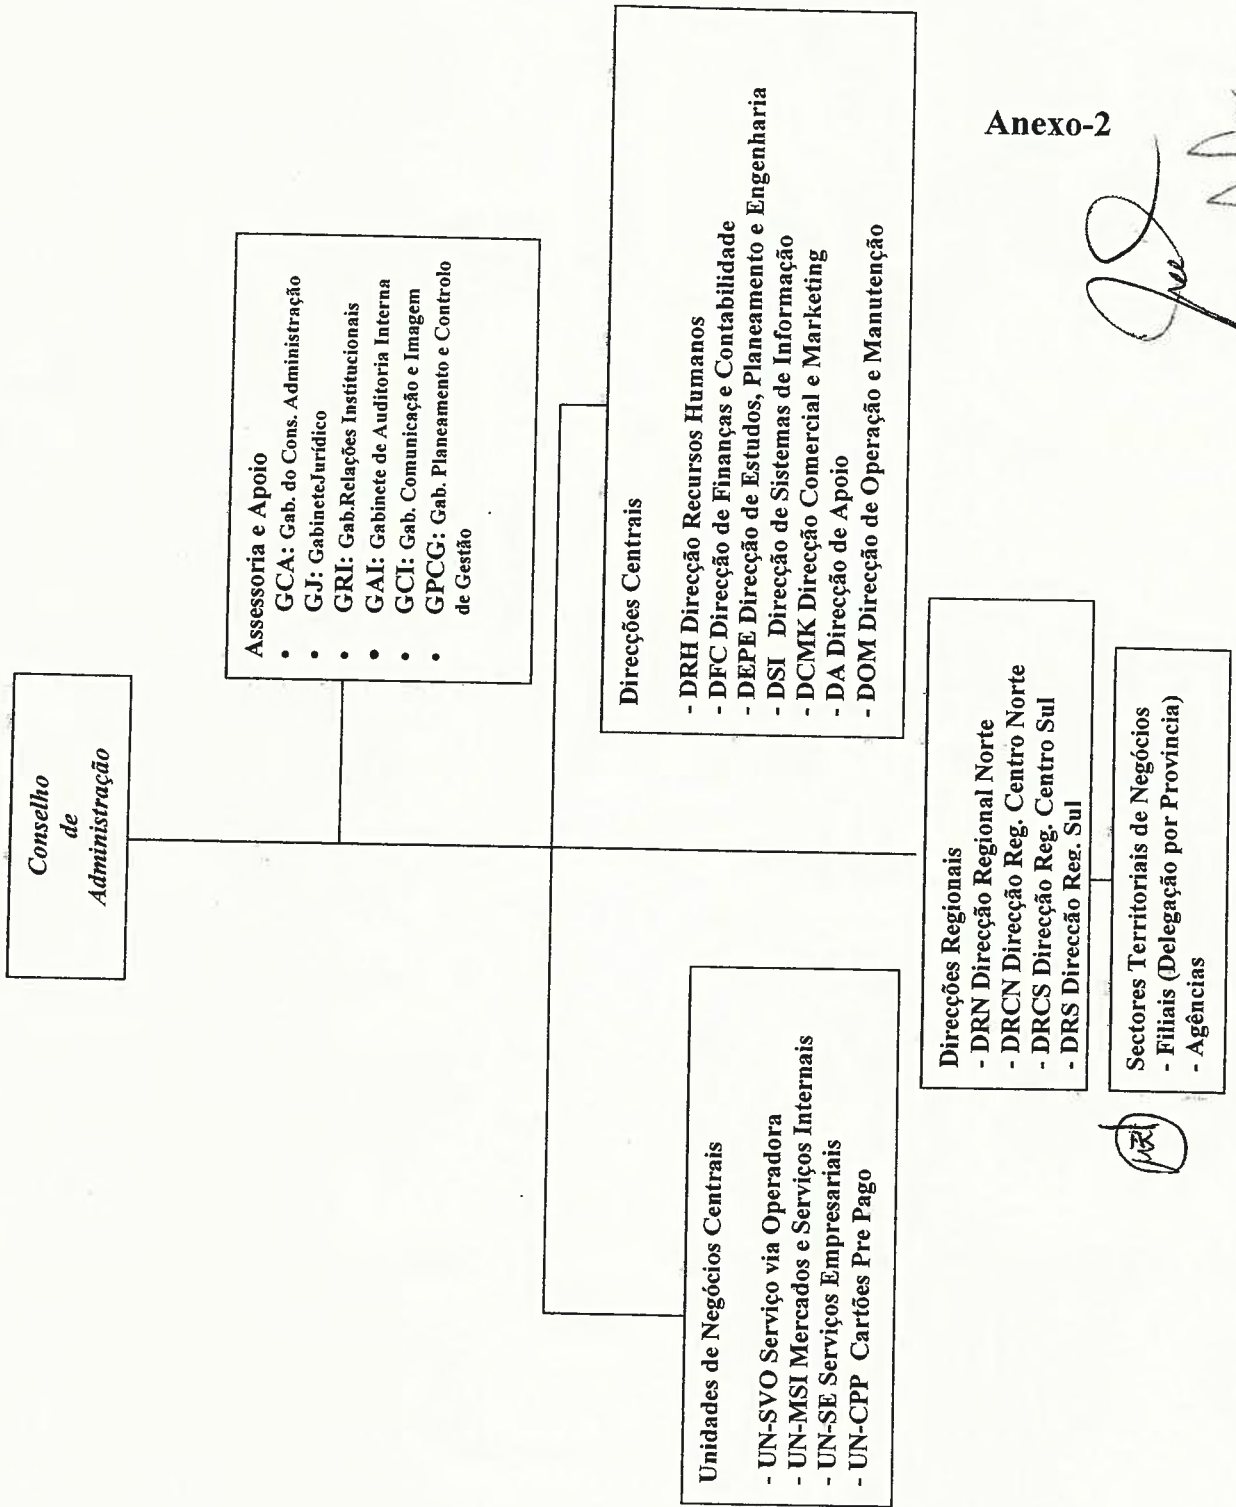 Anexo-2
Conselho
de
Administração
Assessoria e Apoio
• GCA: Gab. do Cons. Administração
• GJ: GabineteJurídico
• GRI: Gab.Relações Institucionais
• GAI: Gabinete de Auditoria Interna
• GCI: Gab. Comunicação e Imagem
• GPCG: Gab. Planeamento e Controlo
de Gestão
Unidades de Negócios Centrais
- UN-SVO Serviço via Operadora
- UN-MSI Mercados e Serviços Internais
- UN-SE Serviços Empresariais
- UN-CPP Cartões Pre Pago
Direcções Centrais
- DRH Direcção Recursos Humanos
- DFC Direcção de Finanças e Contabilidade
- DEPE Direcção de Estudos, Planeamento e Engenharia
- DSI Direcção de Sistemas de Informação
- DCMK Direcção Comercial e Marketing
- DA Direcção de Apoio
- DOM Direcção de Operação e Manutenção
Direcções Regionais
- DRN Direcção Regional Norte
- DRCN Direcção Reg. Centro Norte
- DRCS Direcção Reg. Centro Sul
- DRS Direccão Reg. Sul
Sectores Territoriais de Negócios
- Filiais (Delegação por Provincia)
- Agências